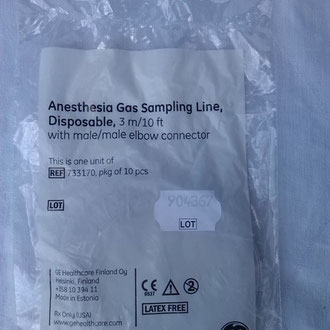 Anesthesia Gas Sampling Line,
Disposable, 3 m/10 ft
with male/male elbow connector
This is one unit of
REF 733170, pkg of 10 pcs
LOT
904367
LOT
GE Healthcare Finland Oy
Helsinki, Finland
+358 10 394 11
Made in Estonia
CE
0537
2
LATEX FREE
Rx Only (USA)
www.gehealthcare.com